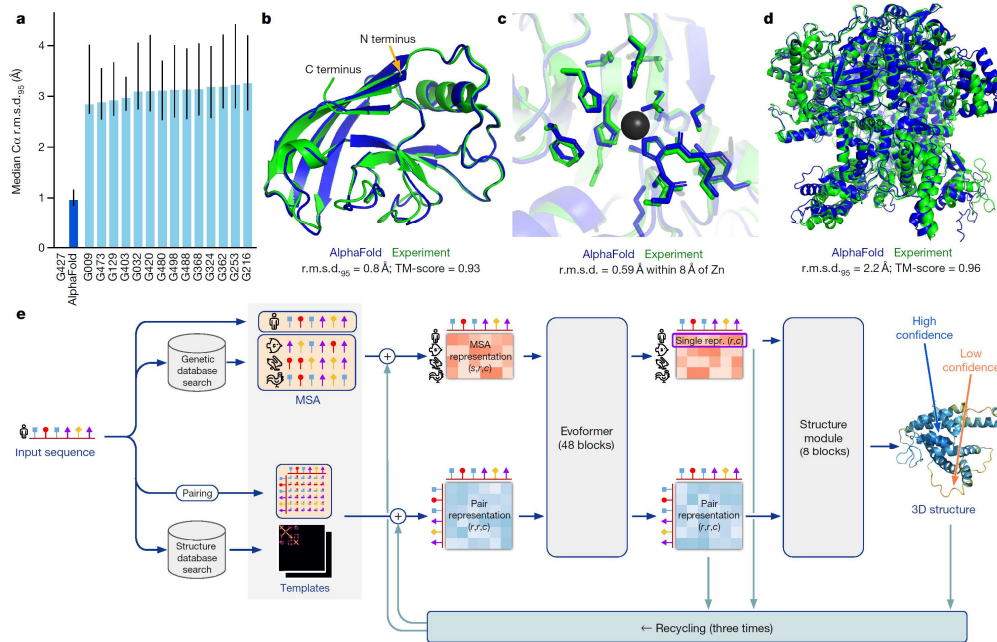 a
Median Cα r.m.s.d.95 (Å)
4
3
2
1
0
G427
AlphaFold
G009
G473
G129
G403
G032
G420
G480
G498
G488
G368
G324
G362
G253
G216
b
N terminus
C terminus
AlphaFold Experiment
r.m.s.d.95 = 0.8 Å; TM-score = 0.93
c
AlphaFold Experiment
r.m.s.d. = 0.59 Å within 8 Å of Zn
d
AlphaFold Experiment
r.m.s.d.95 = 2.2 Å; TM-score = 0.96
e
Input sequence
Genetic
database
search
MSA
Pairing
Structure
database
search
Templates
+
+
MSA
representation
(s,r,c)
Pair
representation
(r,r,c)
Evoformer
(48 blocks)
Single repr. (r,c)
Pair
representation
(r,r,c)
Structure
module
(8 blocks)
High
confidence
Low
confidence
3D structure
← Recycling (three times)